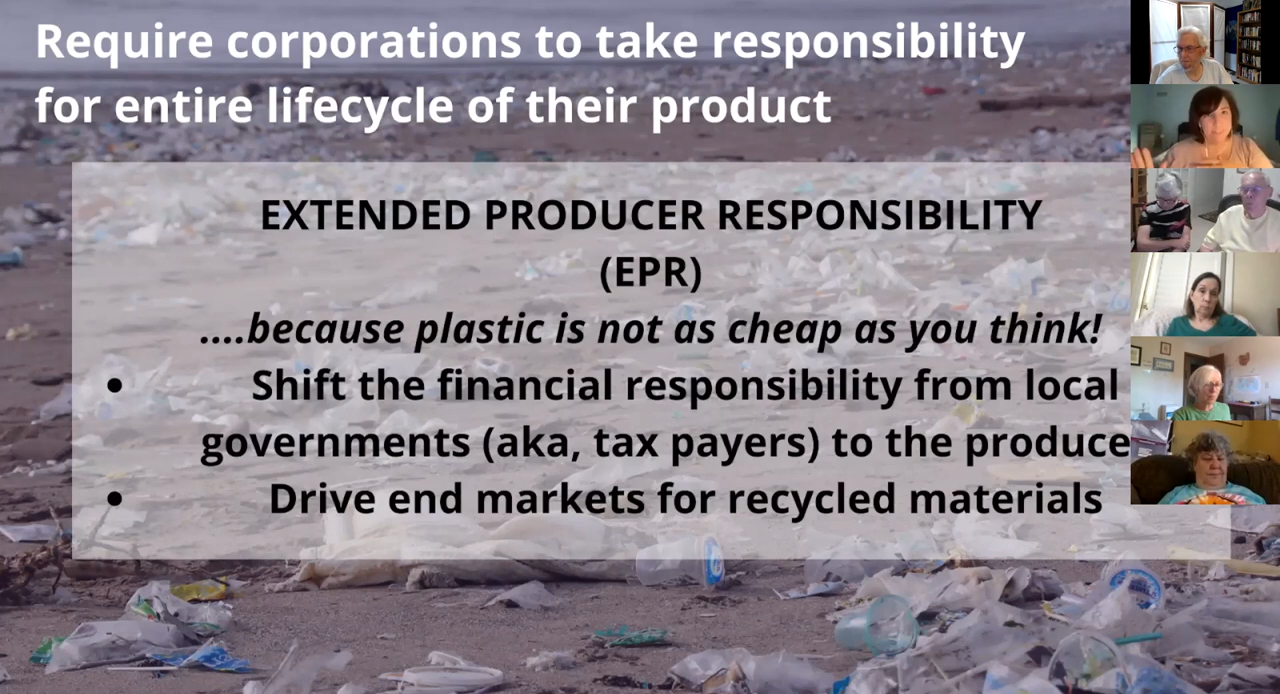 Require corporations to take responsibility
for entire lifecycle of their product
EXTENDED PRODUCER RESPONSIBILITY
(EPR)
....because plastic is not as cheap as you think!
• Shift the financial responsibility from local
governments (aka, tax payers) to the produce
• Drive end markets for recycled materials